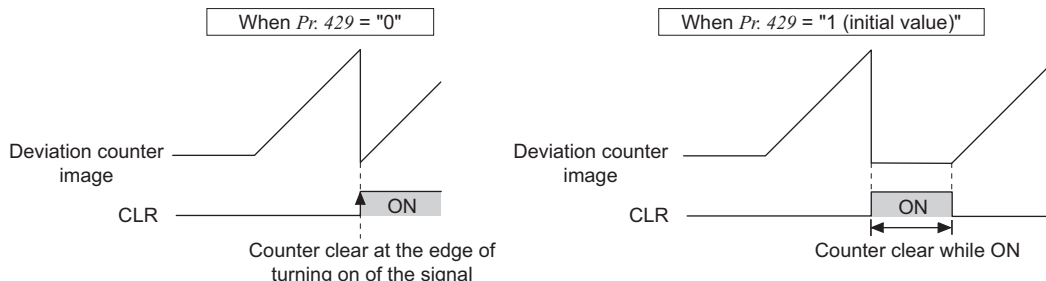 When Pr. 429 = "0"
Deviation counter
image
CLR
ON
Counter clear at the edge of
turning on of the signal
When Pr. 429 = "1 (initial value)"
Deviation counter
image
CLR
ON
Counter clear while ON